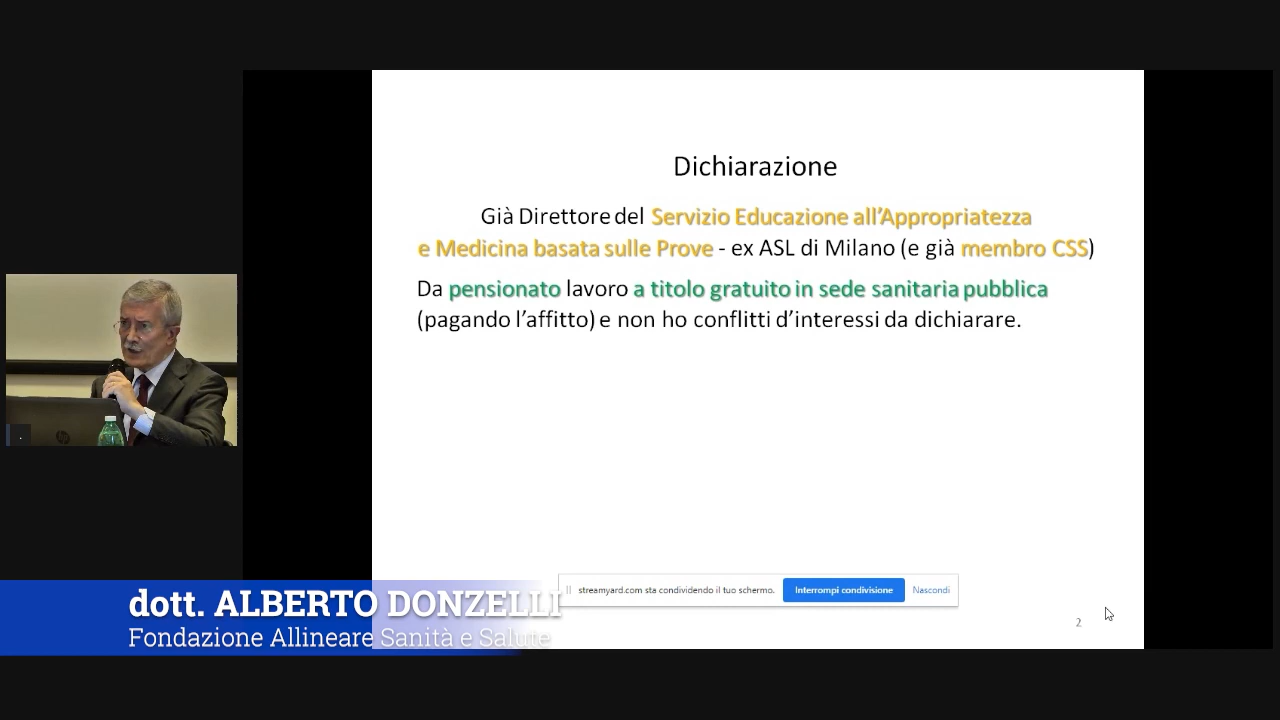 Dichiarazione
Già Direttore del Servizio Educazione all'Appropriatezza
e Medicina basata sulle Prove - ex ASL di Milano (e già membro CSS)
Da pensionato lavoro a titolo gratuito in sede sanitaria pubblica
(pagando l'affitto) e non ho conflitti d'interessi da dichiarare.
streamyard.com sta condividendo il tuo schermo. Interrompi condivisione Nascondi
2
dott. ALBERTO DONZELLI
Fondazione Allineare Sanità e Salute